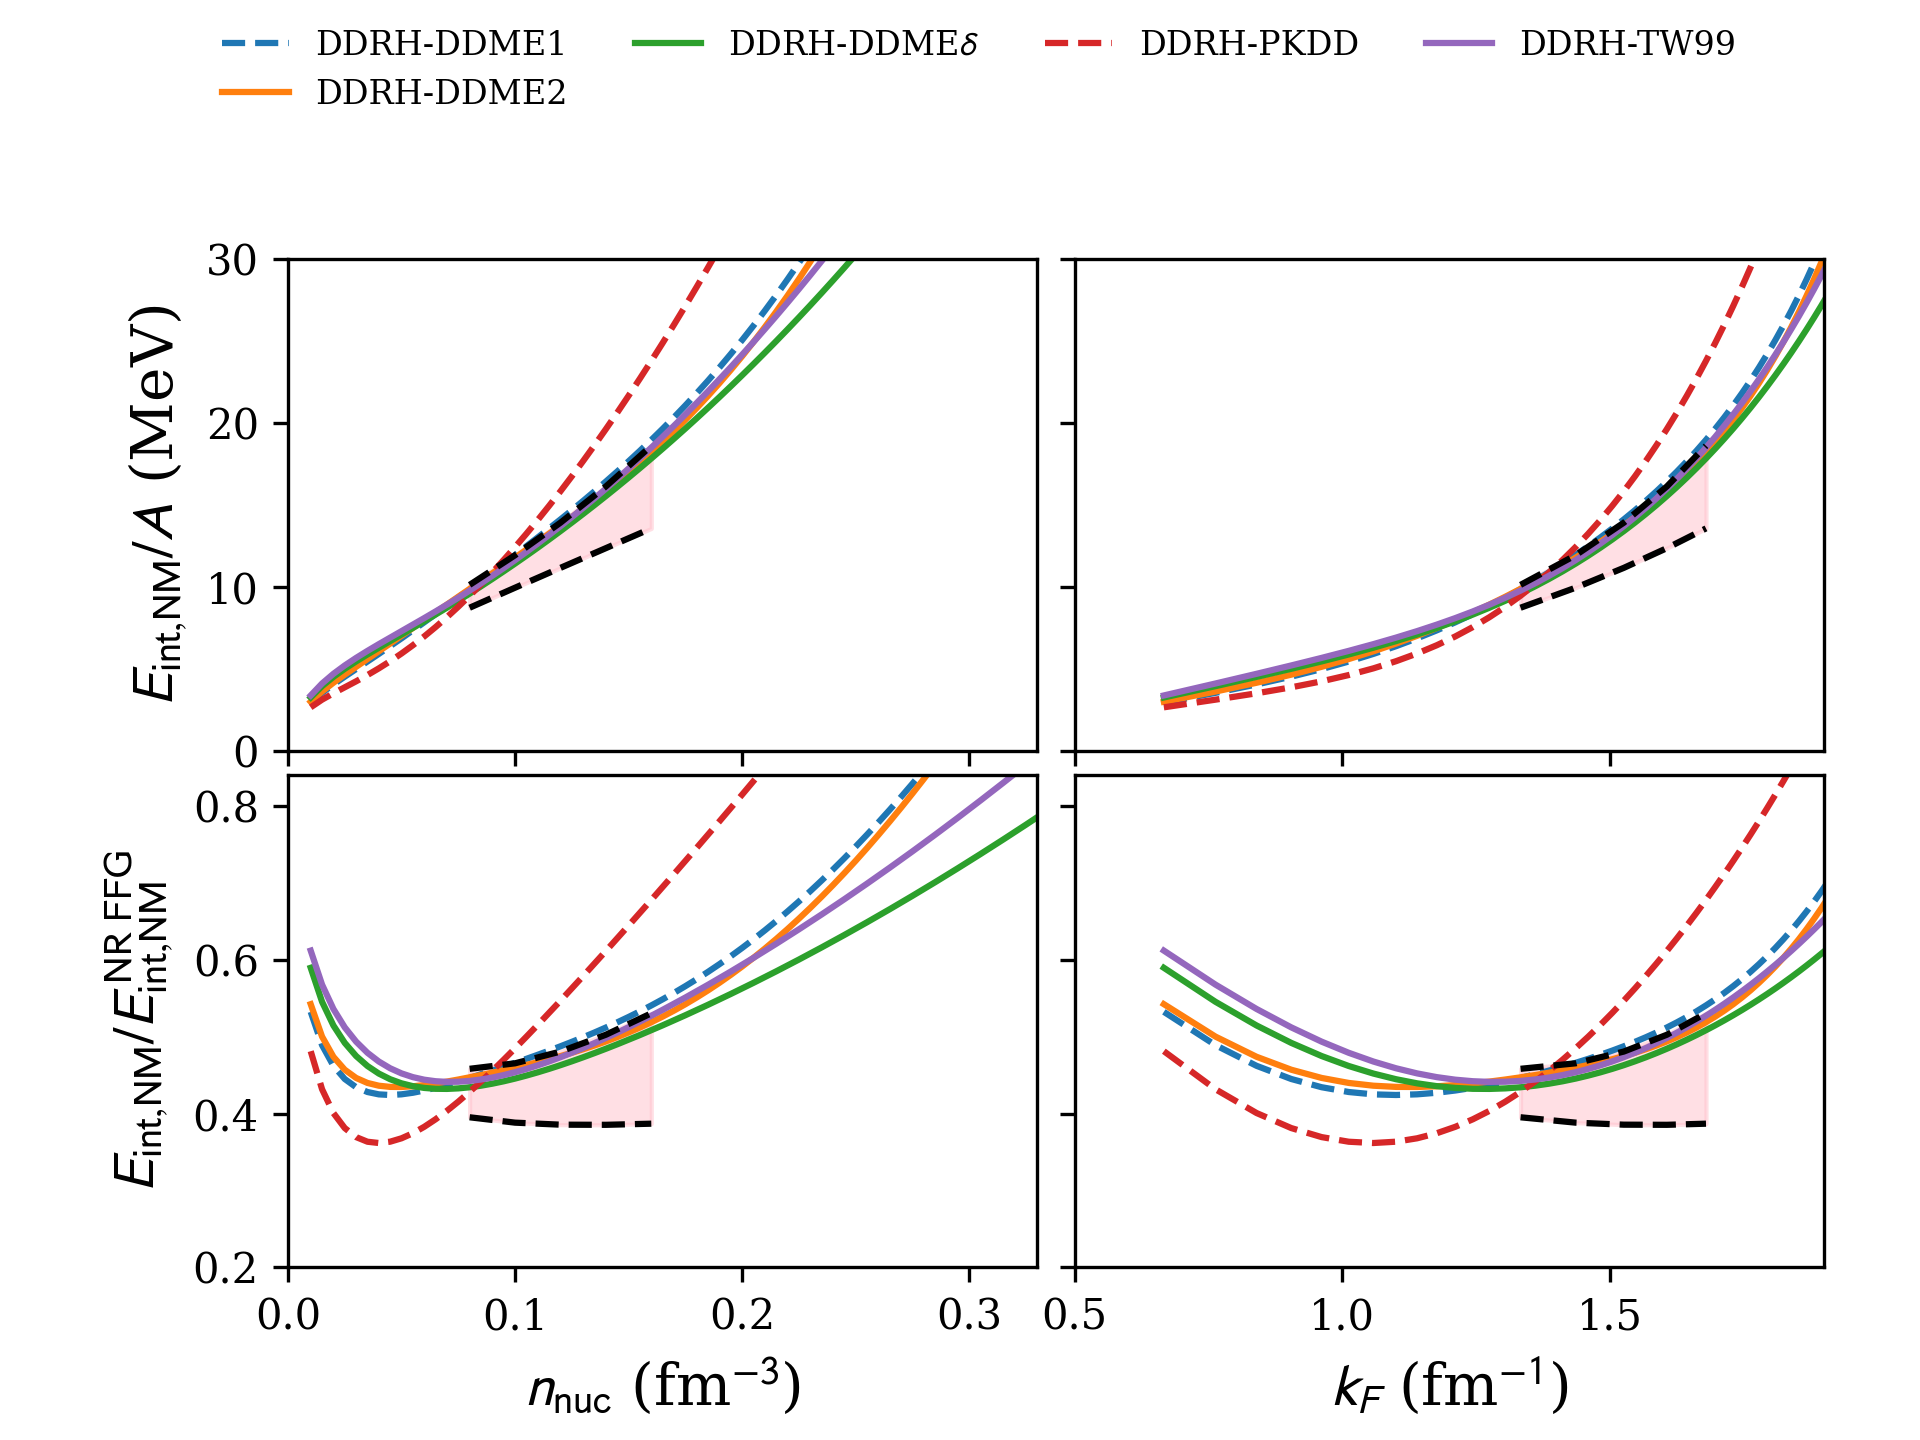 DDRH-DDME1 DDRH-DDMEδ DDRH-PKDD DDRH-TW99
DDRH-DDME2
30
20
10
0
E_int,NM/A (MeV)
0.8
0.6
0.4
0.2
E_int,NM/E_int,NM^NR FFG
0.0 0.1 0.2 0.3 0.5 1.0 1.5
n_nuc (fm⁻³) k_F (fm⁻¹)